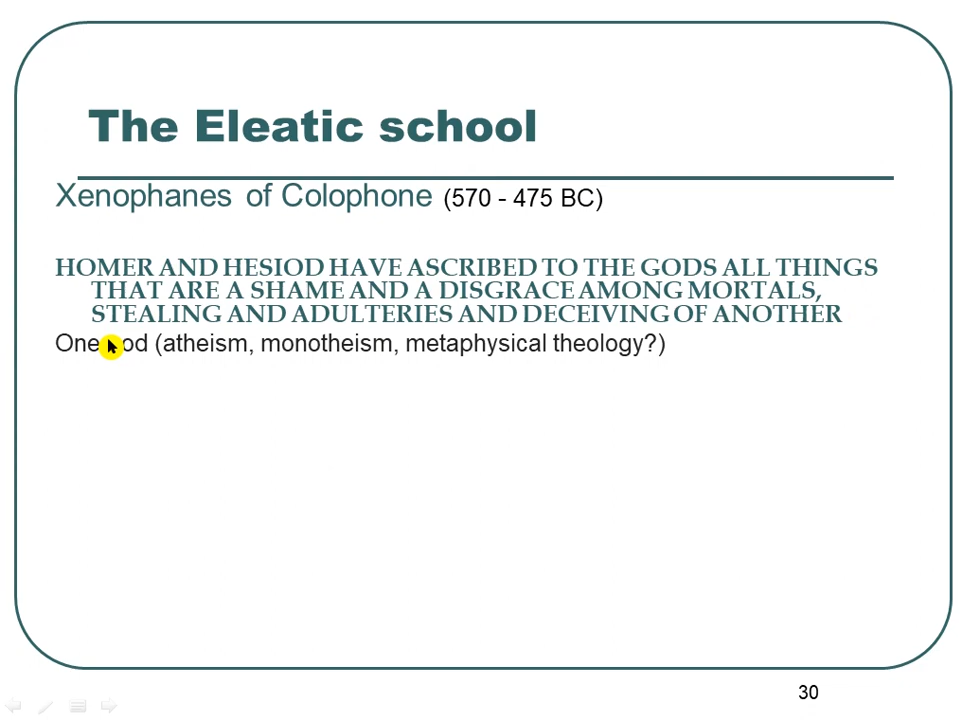 The Eleatic school
Xenophanes of Colophone (570 - 475 BC)
HOMER AND HESIOD HAVE ASCRIBED TO THE GODS ALL THINGS
THAT ARE A SHAME AND A DISGRACE AMONG MORTALS,
STEALING AND ADULTERIES AND DECEIVING OF ANOTHER
One god (atheism, monotheism, metaphysical theology?)
30